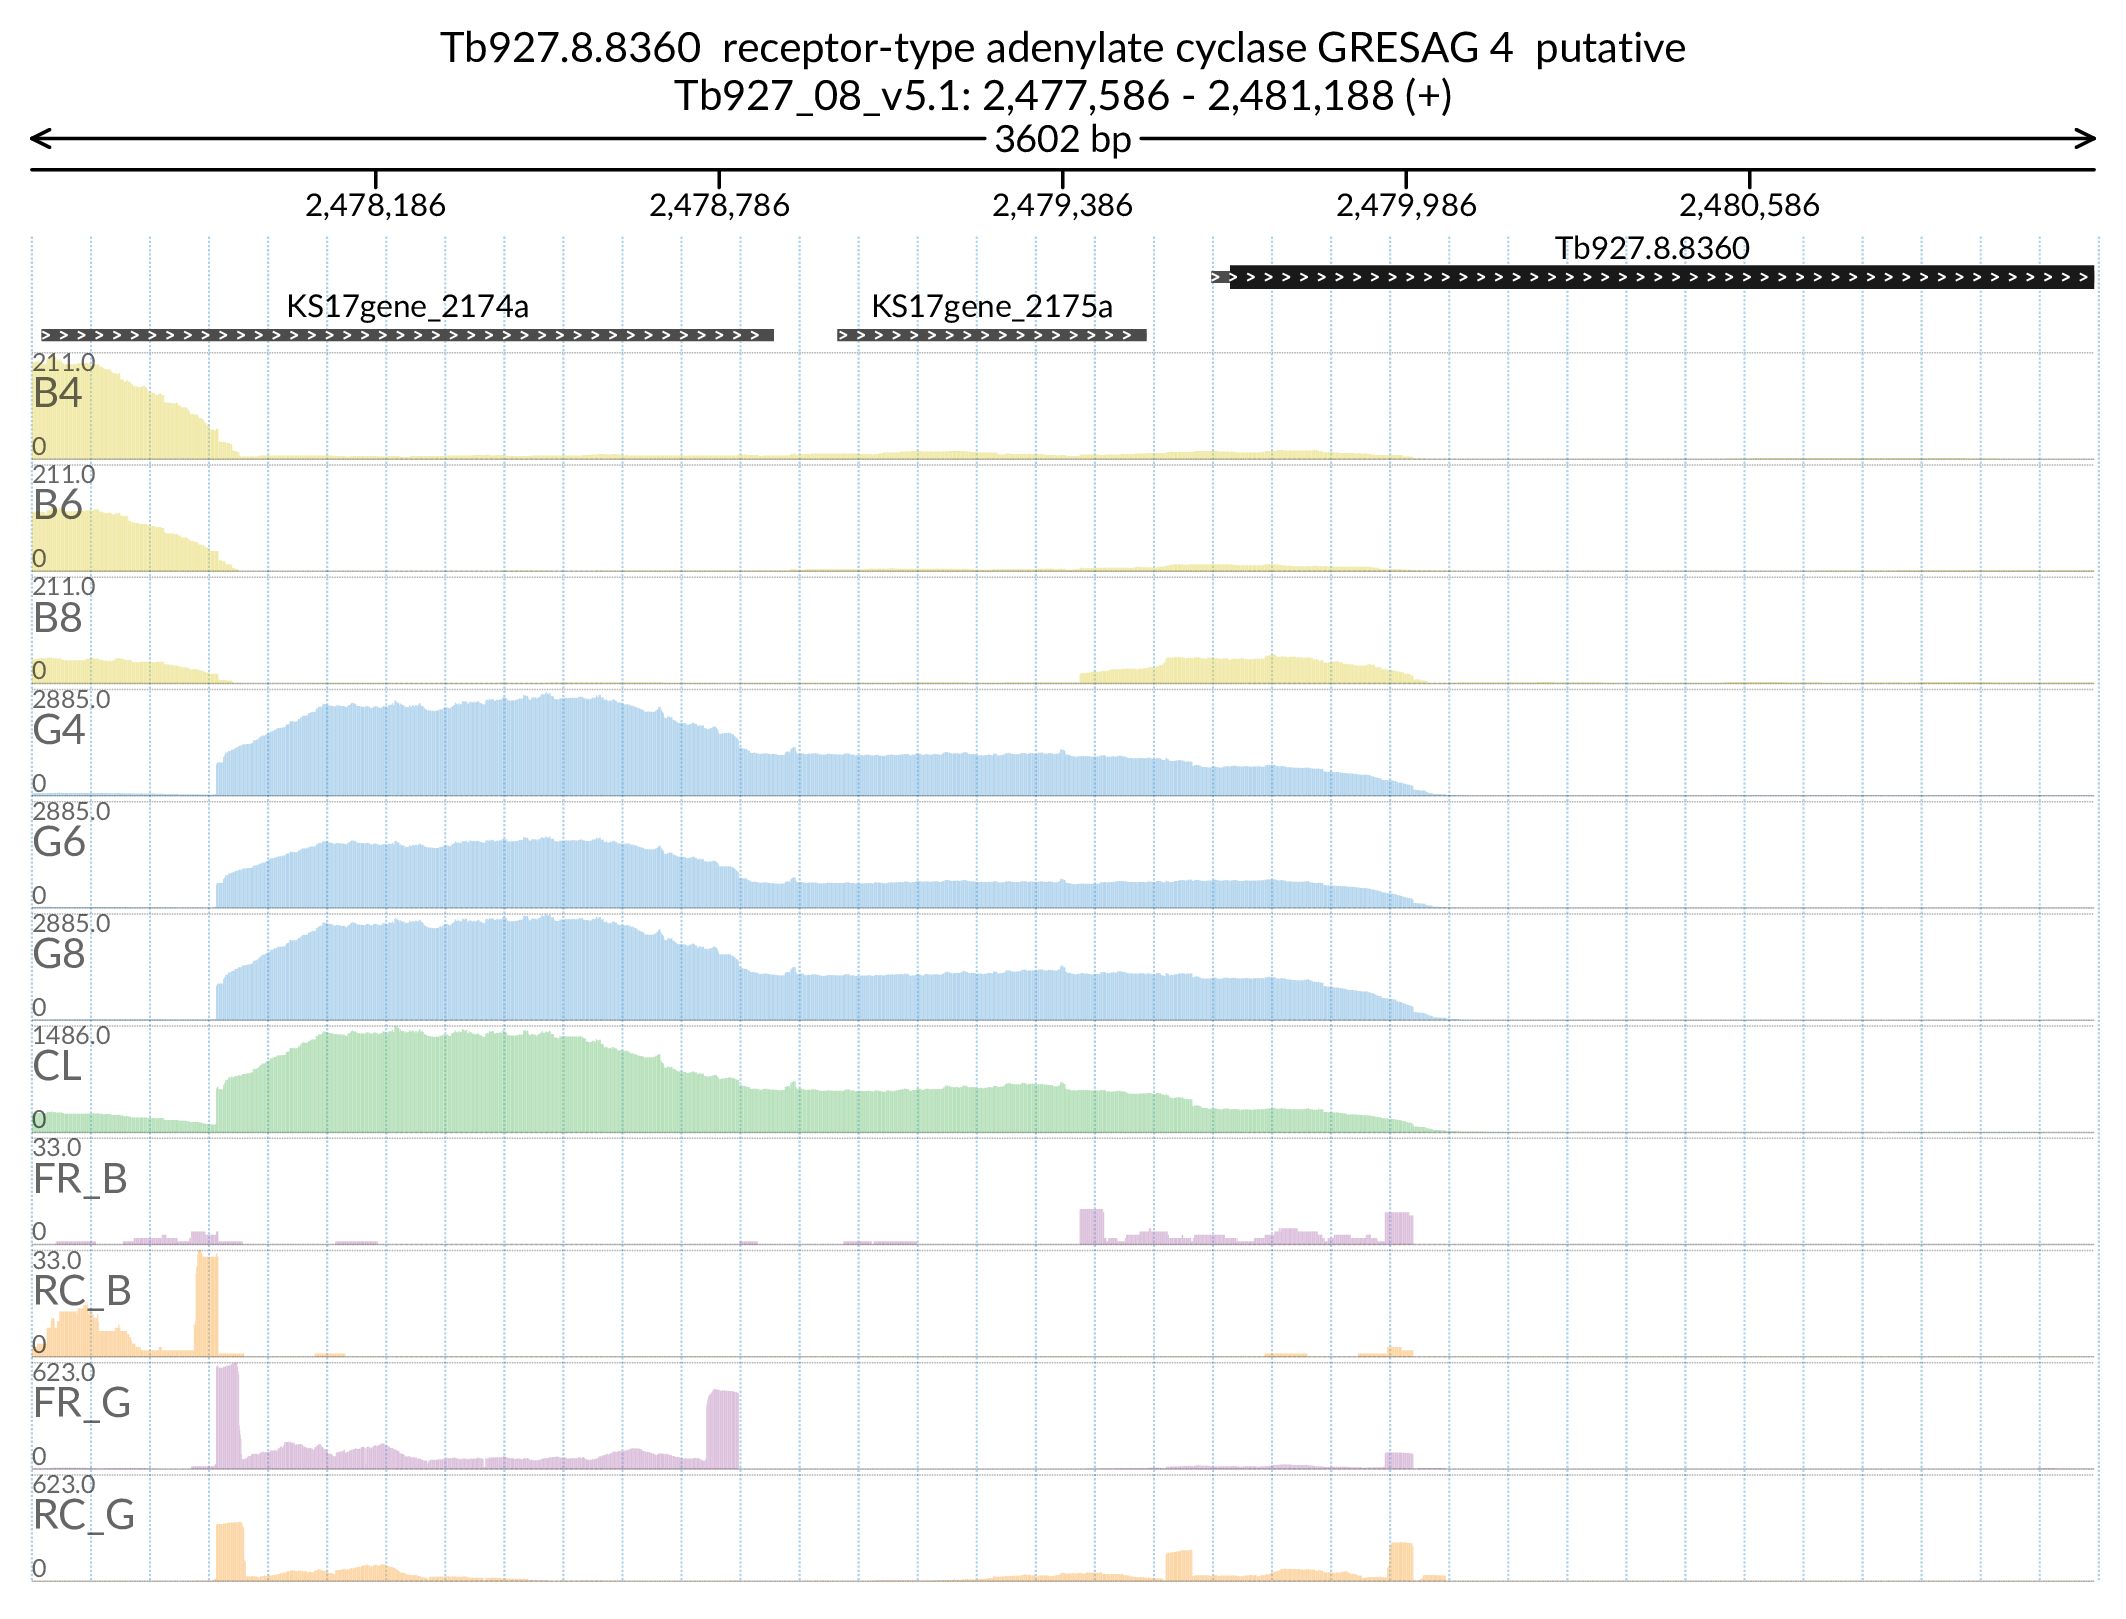 Tb927.8.8360  receptor-type adenylate cyclase GRESAG 4  putative
Tb927_08_v5.1: 2,477,586 - 2,481,188 (+)
3602 bp
2,478,186 2,478,786 2,479,386 2,479,986 2,480,586
Tb927.8.8360
KS17gene_2174a KS17gene_2175a
211.0
B4
0
211.0
B6
0
211.0
B8
0
2885.0
G4
0
2885.0
G6
0
2885.0
G8
0
1486.0
CL
0
33.0
FR_B
0
33.0
RC_B
0
623.0
FR_G
0
623.0
RC_G
0